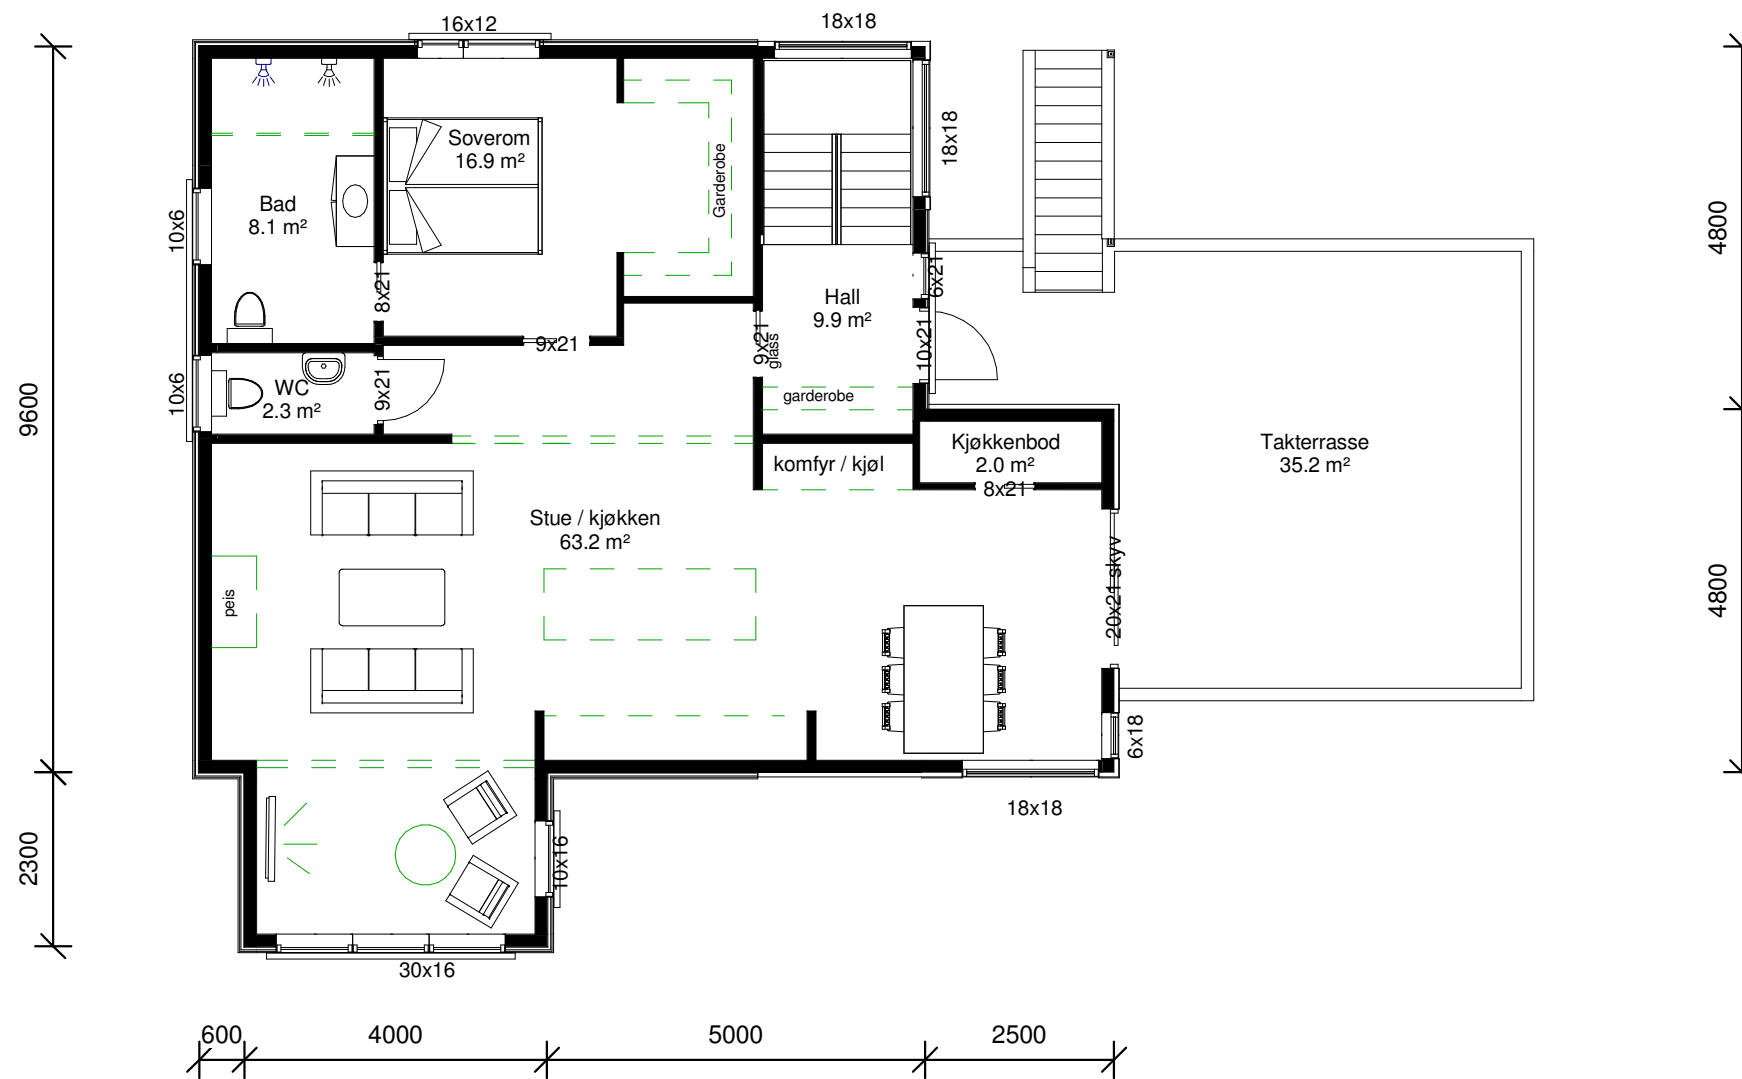 16x12
18x18
18x18
4800
Soverom
16.9 m²
Garderobe
Bad
8.1 m²
10x6
8x21
6x21
Hall
9.9 m²
9x21
9x21
glass
10x21
garderobe
WC
2.3 m²
10x6
9x21
9600
Kjøkkenbod
2.0 m²
8x21
komfyr / kjøl
Takterrasse
35.2 m²
Stue / kjøkken
63.2 m²
peis
20x21 skyv
4800
6x18
18x18
10x16
2300
30x16
600
4000
5000
2500